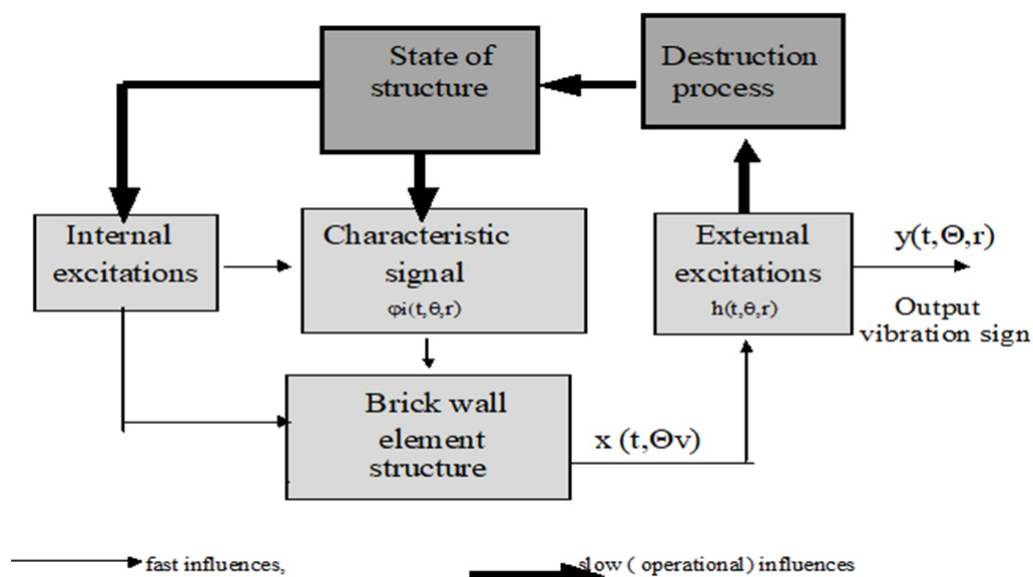 State of
structure
Destruction
process
Internal
excitations
Characteristic
signal
φi(t,θ,r)
External
excitations
h(t,θ,r)
y(t,Θ,r)
Output
vibration sign
Brick wall
element
structure
x (t,Θv)
fast influences,
slow ( operational) influences